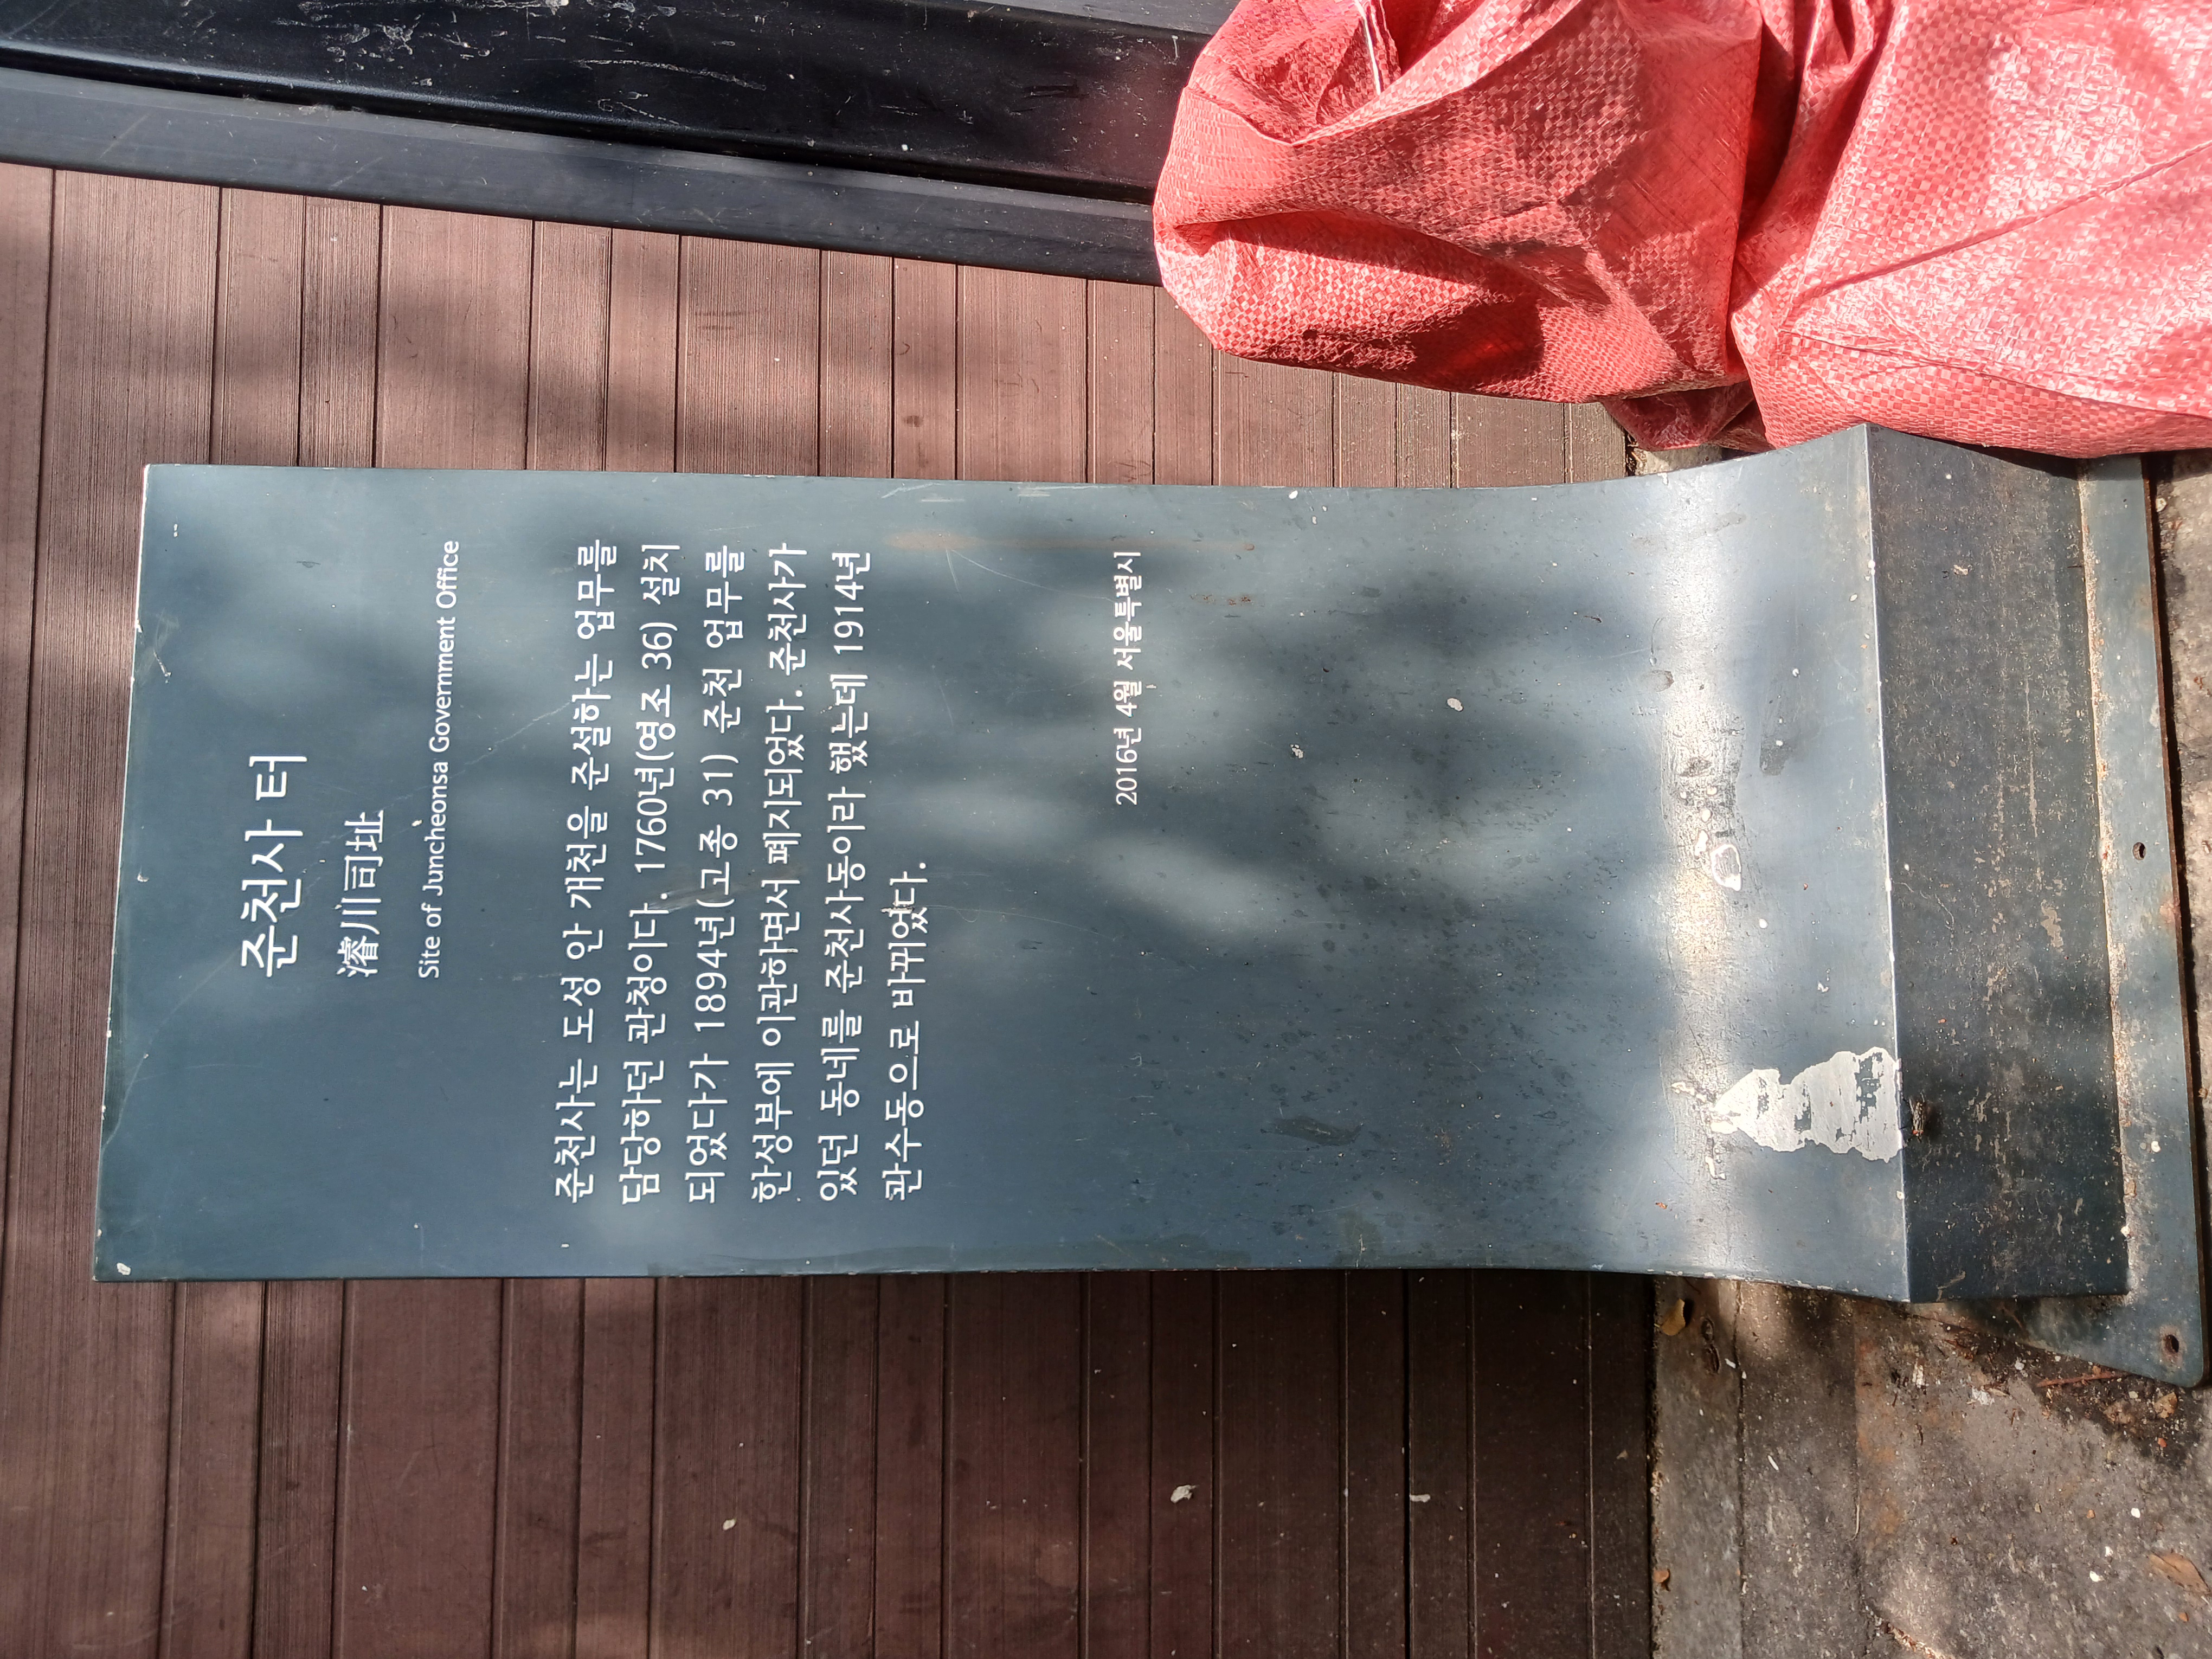 준천사 터
濬川司址
Site of Juncheonsa Government Office
준천사는 도성 안 개천을 준설하는 업무를
담당하던 관청이다. 1760년(영조 36) 설치
되었다가 1894년(고종 31) 준천 업무를
한성부에 이관하면서 폐지되었다. 준천사가
있던 동네를 준천사동이라 했는데 1914년
관수동으로 바뀌었다.
2016년 4월 서울특별시